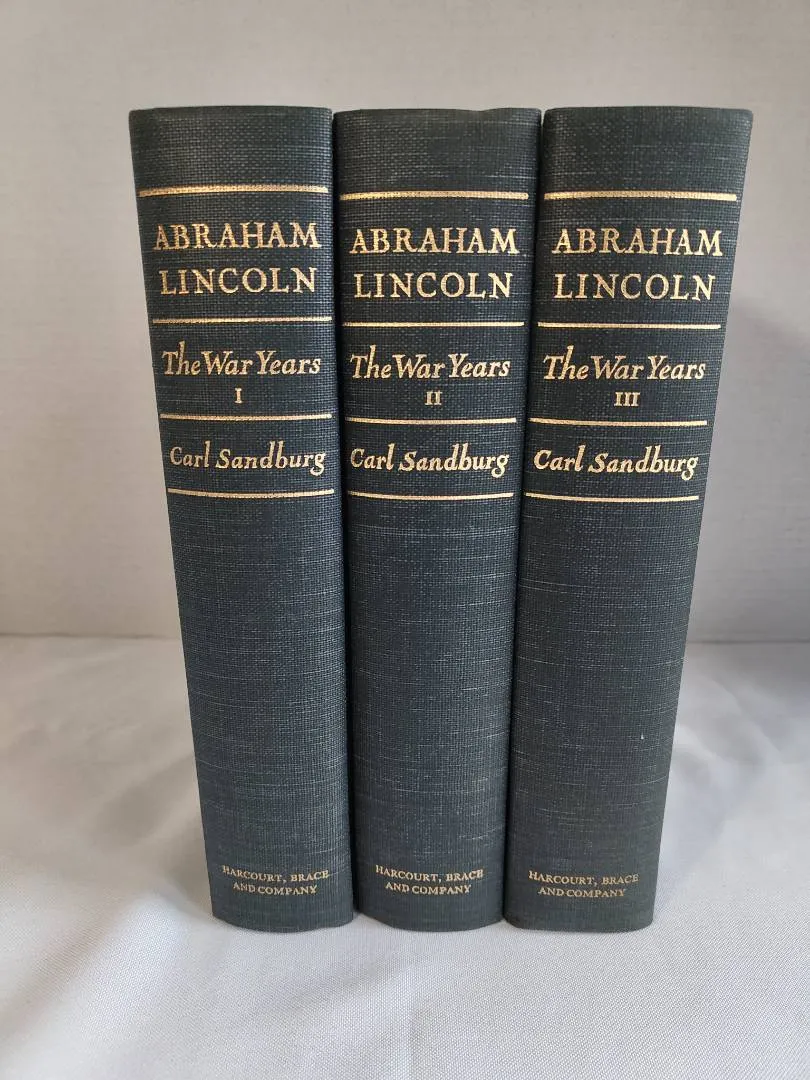 ABRAHAM
LINCOLN
The War Years
I
Carl Sandburg
HARCOURT, BRACE
AND COMPANY
ABRAHAM
LINCOLN
The War Years
II
Carl Sandburg
HARCOURT, BRACE
AND COMPANY
ABRAHAM
LINCOLN
The War Years
III
Carl Sandburg
HARCOURT, BRACE
AND COMPANY